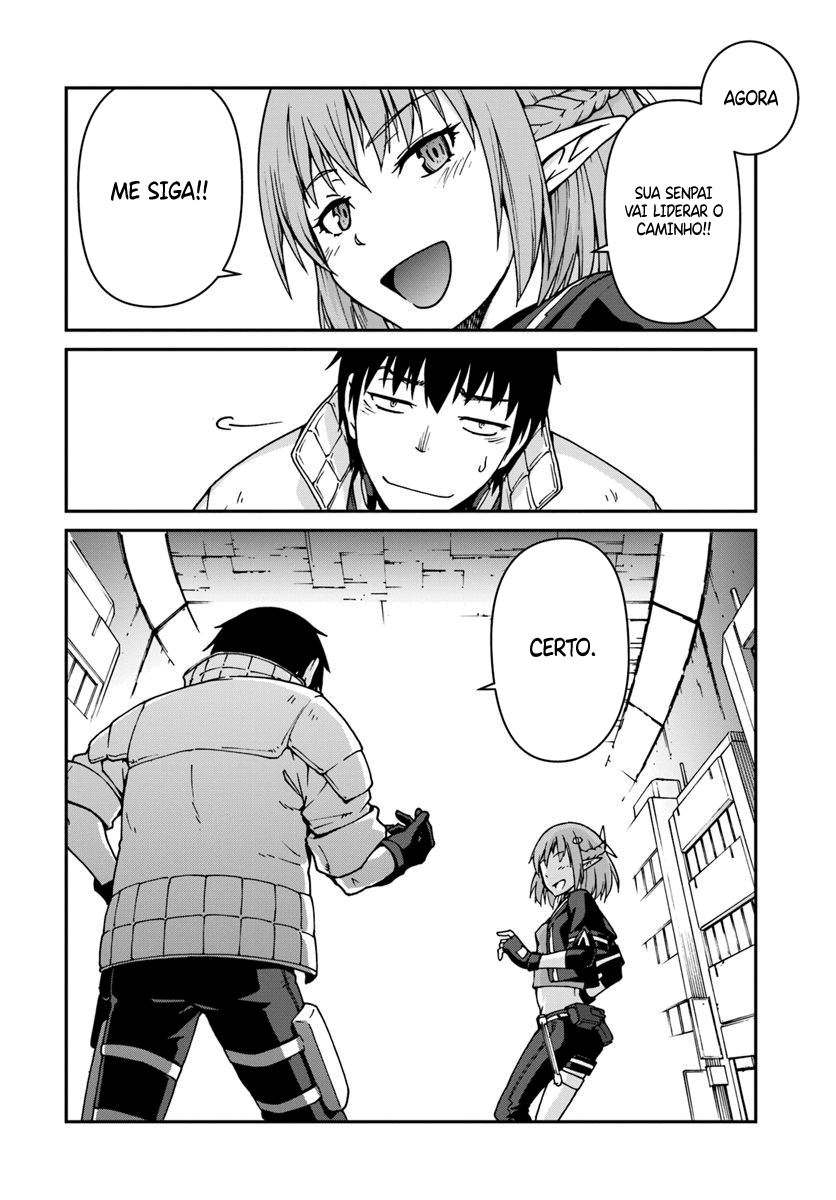 AGORA
SUA SENPAI
VAI LIDERAR O
CAMINHO!!
ME SIGA!!
CERTO.